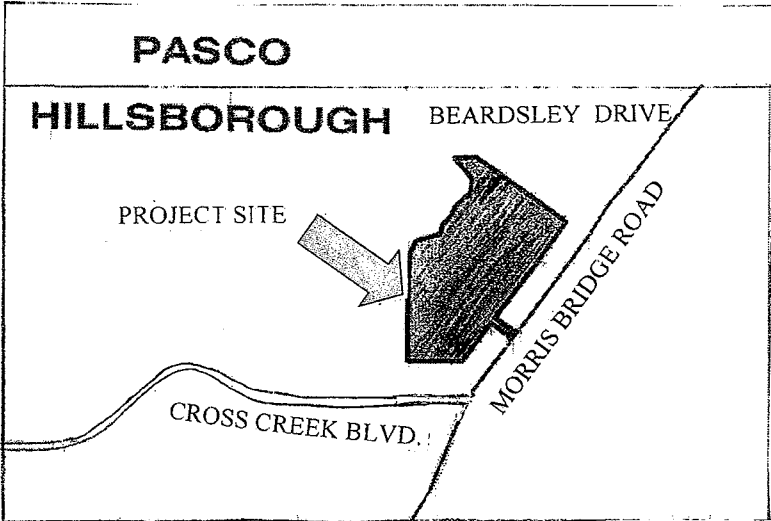 PASCO
HILLSBOROUGH
BEARDSLEY DRIVE
PROJECT SITE
MORRIS BRIDGE ROAD
CROSS CREEK BLVD.